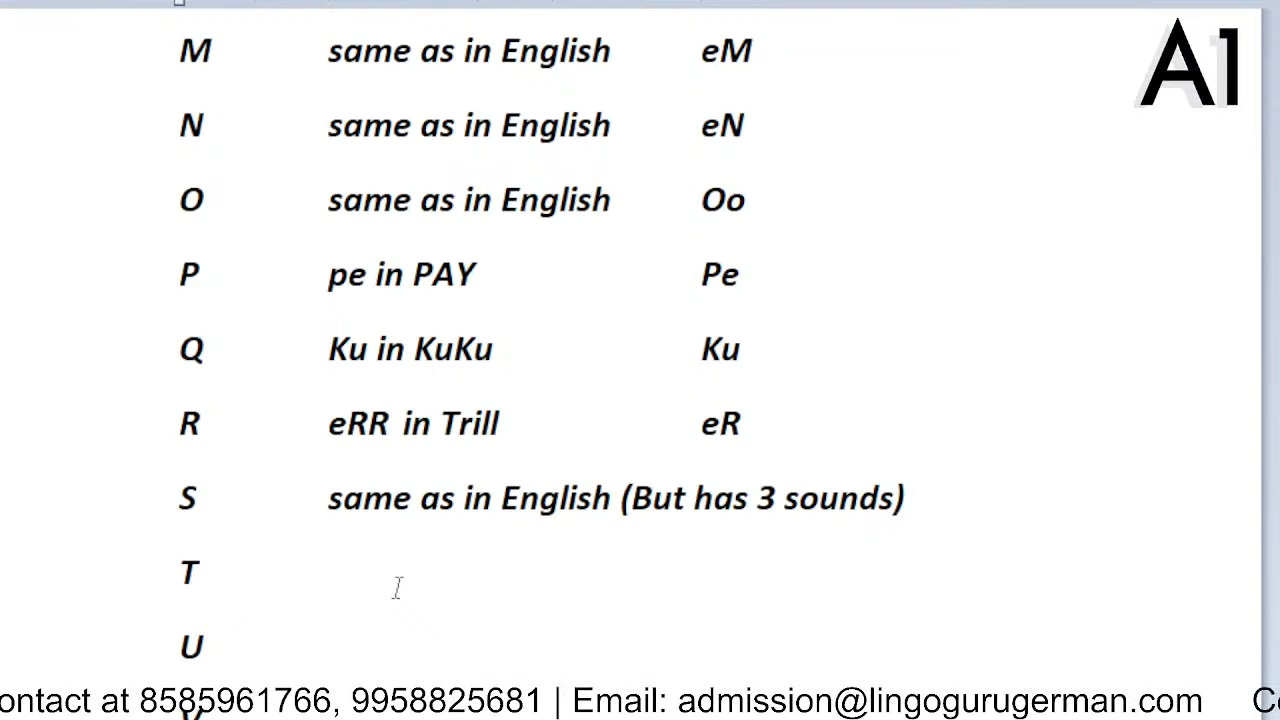 A1
M same as in English eM
N same as in English eN
O same as in English Oo
P pe in PAY Pe
Q Ku in KuKu Ku
R eRR in Trill eR
S same as in English (But has 3 sounds)
T
U
ontact at 8585961766, 9958825681 | Email: admission@lingogurugerman.com